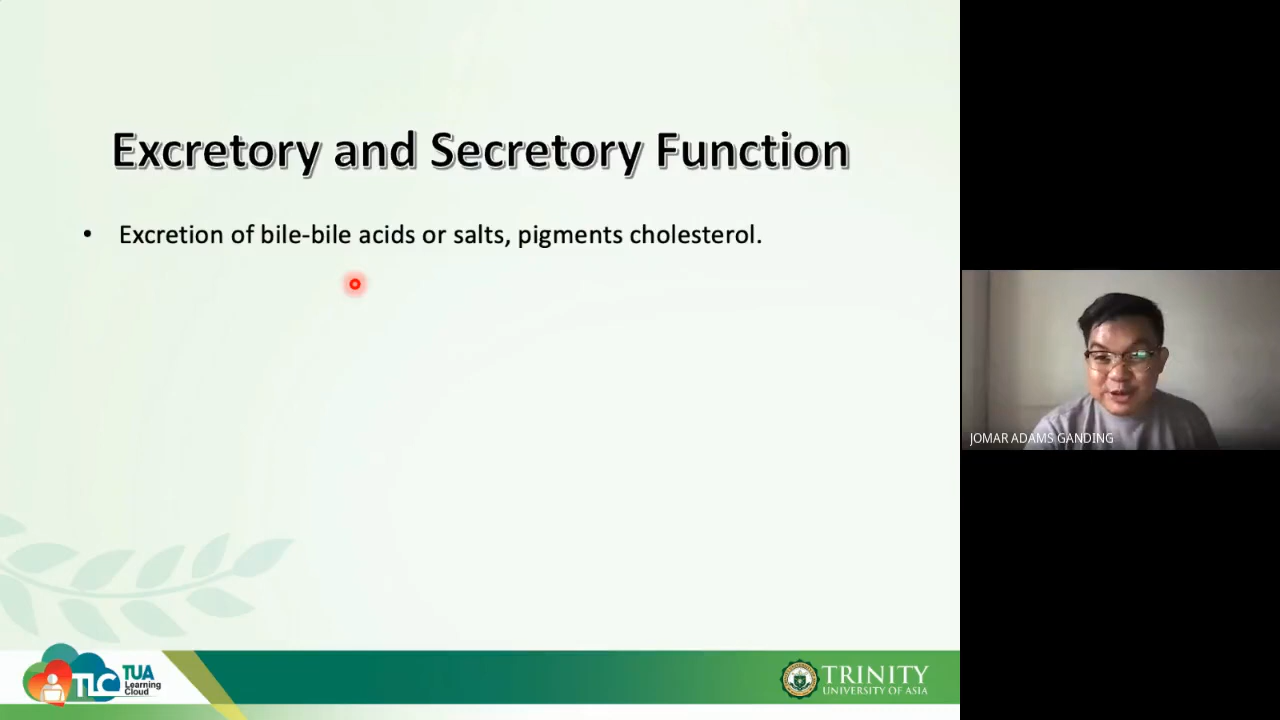 Excretory and Secretory Function
• Excretion of bile-bile acids or salts, pigments cholesterol.
JOMAR ADAMS GANDING
TLC
TUA
Learning
Cloud
TRINITY
UNIVERSITY OF ASIA